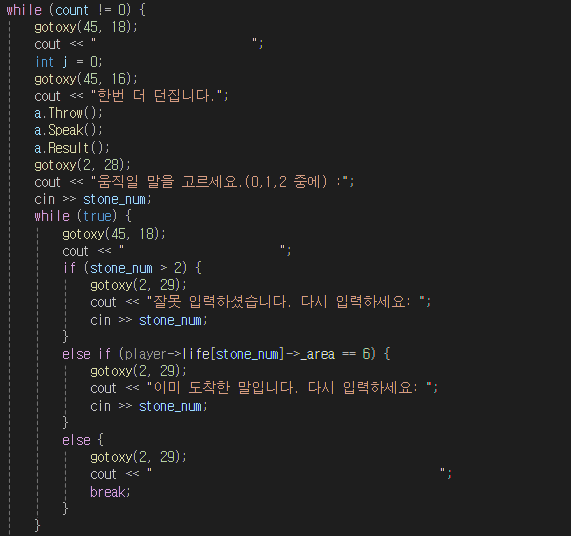 while (count != 0) {
    gotoxy(45, 18);
    cout << "                      ";
    int j = 0;
    gotoxy(45, 16);
    cout << "한번 더 던집니다.";
    a.Throw();
    a.Speak();
    a.Result();
    gotoxy(2, 28);
    cout << "움직일 말을 고르세요.(0,1,2 중에) :";
    cin >> stone_num;
    while (true) {
        gotoxy(45, 18);
        cout << "                      ";
        if (stone_num > 2) {
            gotoxy(2, 29);
            cout << "잘못 입력하셨습니다. 다시 입력하세요: ";
            cin >> stone_num;
        }
        else if (player->life[stone_num]->_area == 6) {
            gotoxy(2, 29);
            cout << "이미 도착한 말입니다. 다시 입력하세요: ";
            cin >> stone_num;
        }
        else {
            gotoxy(2, 29);
            cout << "                                         ";
            break;
        }
    }